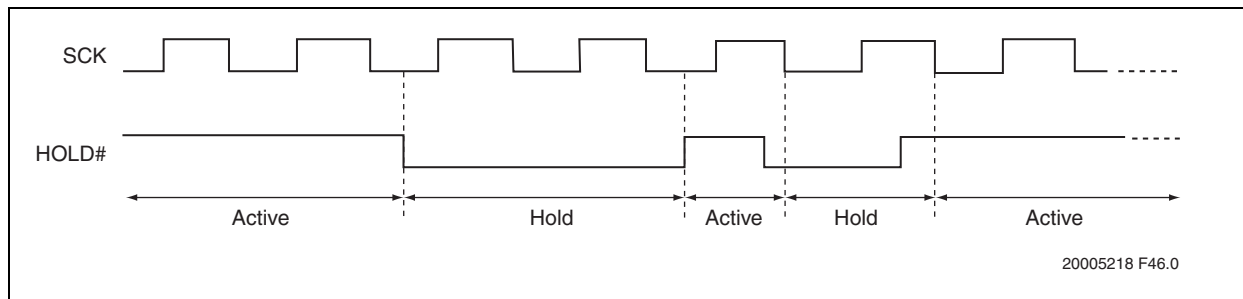 SCK
HOLD#
Active Hold Active Hold Active
20005218 F46.0